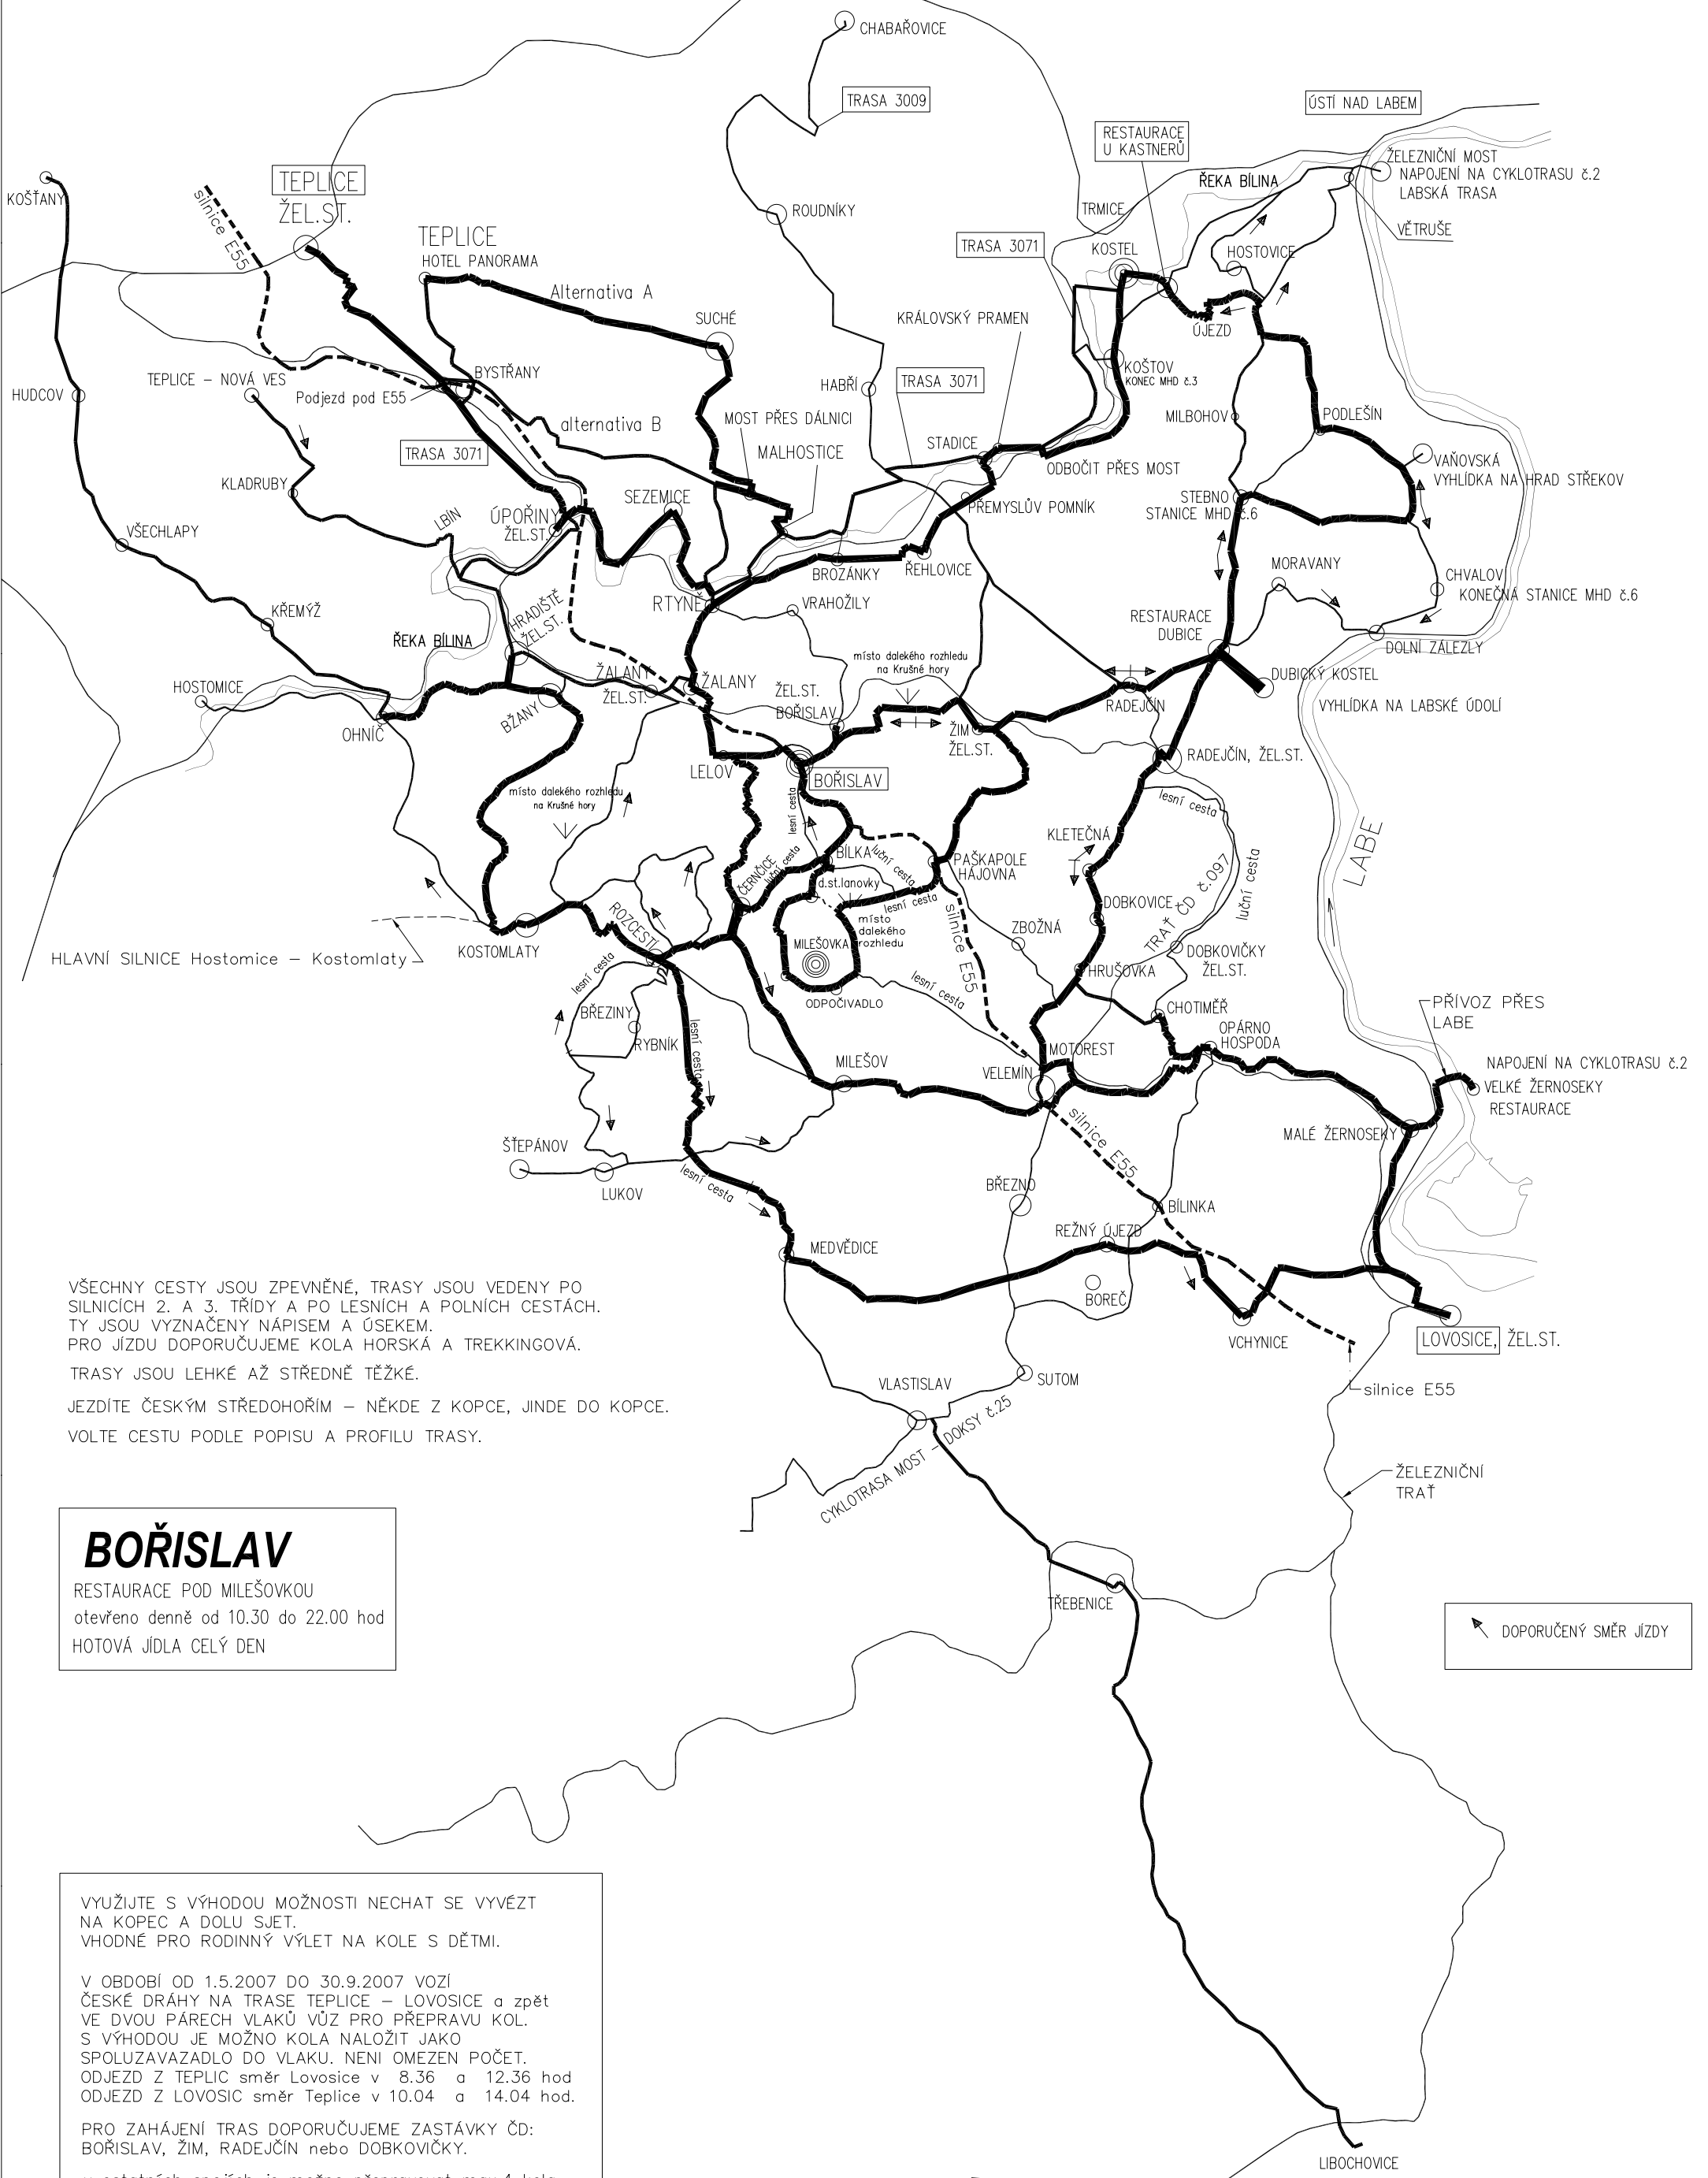 CHABAŘOVICE
TRASA 3009
ÚSTÍ NAD LABEM
RESTAURACE
U KASTNERŮ
ŽELEZNIČNÍ MOST
NAPOJENÍ NA CYKLOTRASU č.2
LABSKÁ TRASA
ŘEKA BÍLINA
KOŠŤANY
TEPLICE
ŽEL.ST.
silnice E55
ROUDNÍKY
TRMICE
VĚTRUŠE
TEPLICE
HOTEL PANORAMA
TRASA 3071
KOSTEL
HOSTOVICE
Alternativa A
SUCHÉ
KRÁLOVSKÝ PRAMEN
ÚJEZD
BYSTŘANY
TEPLICE – NOVÁ VES
Podjezd pod E55
HUDCOV
HABŘÍ
TRASA 3071
KOŠTOV
KONEC MHD č.3
alternativa B
MOST PŘES DÁLNICI
MILBOHOV
PODLEŠÍN
TRASA 3071
MALHOSTICE
STADICE
ODBOČIT PŘES MOST
VAŇOVSKÁ
VYHLÍDKA NA HRAD STŘEKOV
KLADRUBY
SEZEMICE
PŘEMYSLŮV POMNÍK
STEBNO
STANICE MHD č.6
LBÍN
ÚPOŘINY
ŽEL.ST.
VŠECHLAPY
BROZÁNKY
ŘEHLOVICE
MORAVANY
CHVALOV
KONEČNÁ STANICE MHD č.6
KŘEMÝŽ
HRADIŠTĚ
ŽEL.ST.
RTYNĚ
VRAHOŽILY
RESTAURACE
DUBICE
ŘEKA BÍLINA
DOLNÍ ZÁLEZLY
místo dalekého rozhledu
na Krušné hory
DUBICKÝ KOSTEL
VYHLÍDKA NA LABSKÉ ÚDOLÍ
HOSTOMICE
ŽALANY
ŽEL.ST.
ŽALANY
ŽEL.ST.
BOŘISLAV
RADEJČÍN
OHNÍČ
BŽANY
ŽIM
ŽEL.ST.
LELOV
BOŘISLAV
RADEJČÍN, ŽEL.ST.
místo dalekého rozhledu
na Krušné hory
lesní cesta
lesní cesta
LABE
KLETEČNÁ
BÍLKA
luční cesta
PAŠKAPOLE
HÁJOVNA
ČERNČICE
luční cesta
d.st.lanovky
lesní cesta
TRAŤ ČD č.097
luční cesta
DOBKOVICE
ROZCESTÍ
místo
dalekého
rozhledu
silnice E55
ZBOŽNÁ
MILEŠOVKA
DOBKOVIČKY
ŽEL.ST.
KOSTOMLATY
HLAVNÍ SILNICE Hostomice – Kostomlaty
lesní cesta
HRUŠOVKA
lesní cesta
ODPOČIVADLO
PŘÍVOZ PŘES
LABE
BŘEZINY
CHOTIMĚŘ
RYBNÍK
lesní cesta
OPÁRNO
HOSPODA
MOTOREST
MILEŠOV
VELEMÍN
NAPOJENÍ NA CYKLOTRASU č.2
VELKÉ ŽERNOSEKY
RESTAURACE
silnice E55
MALÉ ŽERNOSEKY
ŠTĚPÁNOV
LUKOV
lesní cesta
BŘEZNO
BÍLINKA
REŽNÝ ÚJEZD
MEDVĚDICE
BOREČ
VCHYNICE
LOVOSICE, ŽEL.ST.
VŠECHNY CESTY JSOU ZPEVNĚNÉ, TRASY JSOU VEDENY PO
SILNICÍCH 2. A 3. TŘÍDY A PO LESNÍCH A POLNÍCH CESTÁCH.
TY JSOU VYZNAČENY NÁPISEM A ÚSEKEM.
PRO JÍZDU DOPORUČUJEME KOLA HORSKÁ A TREKKINGOVÁ.
TRASY JSOU LEHKÉ AŽ STŘEDNĚ TĚŽKÉ.
JEZDÍTE ČESKÝM STŘEDOHOŘÍM – NĚKDE Z KOPCE, JINDE DO KOPCE.
VOLTE CESTU PODLE POPISU A PROFILU TRASY.
VLASTISLAV
SUTOM
silnice E55
CYKLOTRASA MOST – DOKSY č.25
ŽELEZNIČNÍ
TRAŤ
BOŘISLAV
RESTAURACE POD MILEŠOVKOU
otevřeno denně od 10.30 do 22.00 hod
HOTOVÁ JÍDLA CELÝ DEN
TŘEBENICE
DOPORUČENÝ SMĚR JÍZDY
VYUŽIJTE S VÝHODOU MOŽNOSTI NECHAT SE VYVÉZT
NA KOPEC A DOLU SJET.
VHODNÉ PRO RODINNÝ VÝLET NA KOLE S DĚTMI.
V OBDOBÍ OD 1.5.2007 DO 30.9.2007 VOZÍ
ČESKÉ DRÁHY NA TRASE TEPLICE – LOVOSICE a zpět
VE DVOU PÁRECH VLAKŮ VŮZ PRO PŘEPRAVU KOL.
S VÝHODOU JE MOŽNO KOLA NALOŽIT JAKO
SPOLUZAVAZADLO DO VLAKU. NENI OMEZEN POČET.
ODJEZD Z TEPLIC směr Lovosice v 8.36 a 12.36 hod
ODJEZD Z LOVOSIC směr Teplice v 10.04 a 14.04 hod.
PRO ZAHÁJENÍ TRAS DOPORUČUJEME ZASTÁVKY ČD:
BOŘISLAV, ŽIM, RADEJČÍN nebo DOBKOVIČKY.
LIBOCHOVICE